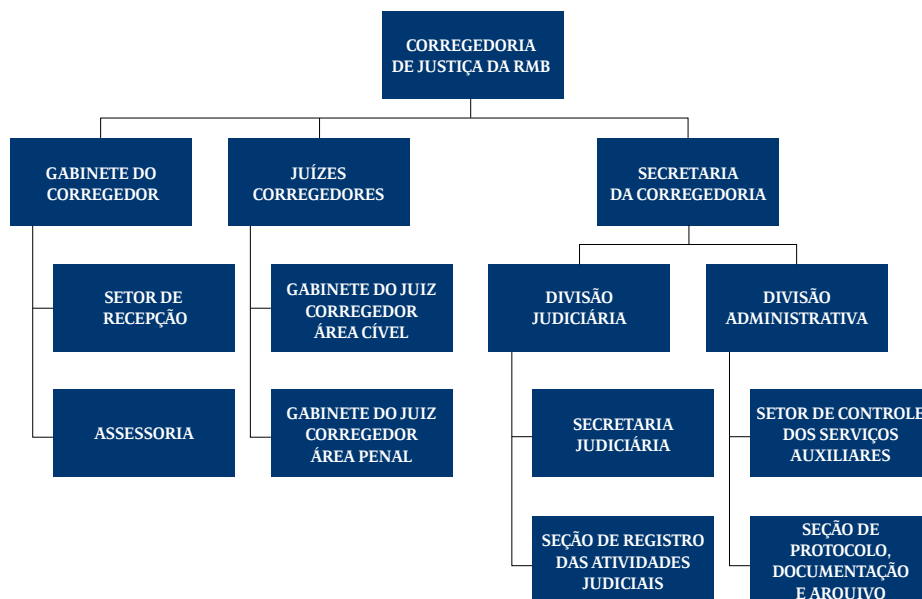 CORREGEDORIA
DE JUSTIÇA DA RMB
GABINETE DO
CORREGEDOR
JUÍZES
CORREGEDORES
SECRETARIA
DA CORREGEDORIA
SETOR DE
RECEPÇÃO
GABINETE DO JUIZ
CORREGEDOR
ÁREA CÍVEL
DIVISÃO
JUDICIÁRIA
DIVISÃO
ADMINISTRATIVA
ASSESSORIA
GABINETE DO JUIZ
CORREGEDOR
ÁREA PENAL
SECRETARIA
JUDICIÁRIA
SETOR DE CONTROLE
DOS SERVIÇOS
AUXILIARES
SEÇÃO DE REGISTRO
DAS ATIVIDADES
JUDICIAIS
SEÇÃO DE
PROTOCOLO,
DOCUMENTAÇÃO
E ARQUIVO